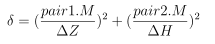 δ = (pair1.M / ΔZ)² + (pair2.M / ΔH)²